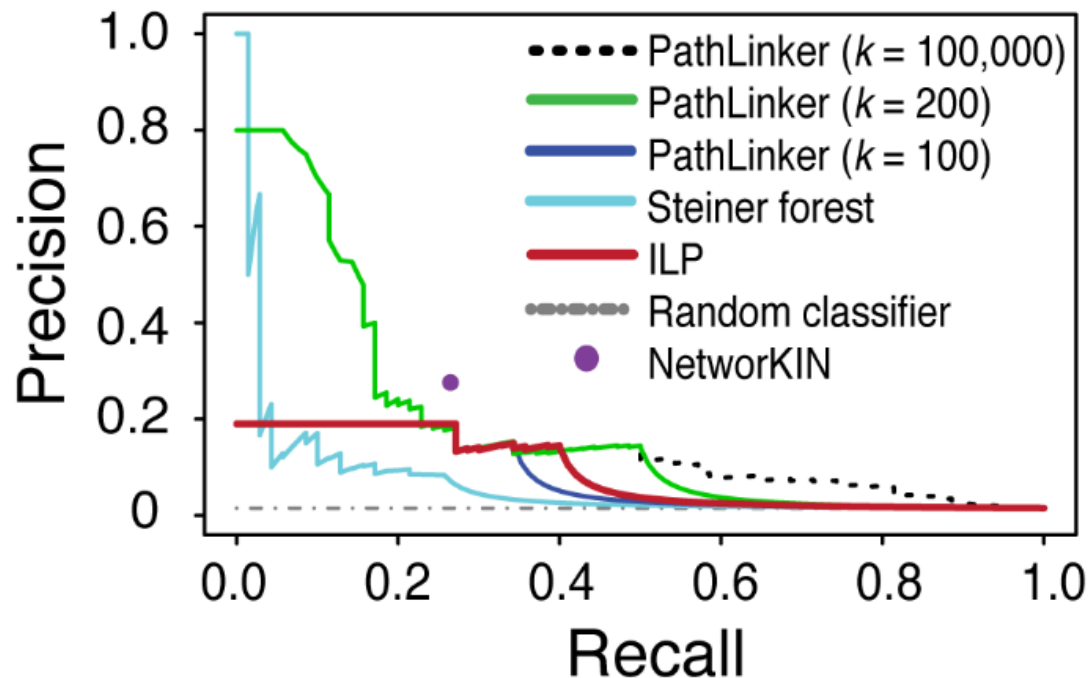 Precision
1.0
0.8
0.6
0.4
0.2
0
PathLinker (k = 100,000)
PathLinker (k = 200)
PathLinker (k = 100)
Steiner forest
ILP
Random classifier
NetworKIN
0.0 0.2 0.4 0.6 0.8 1.0
Recall